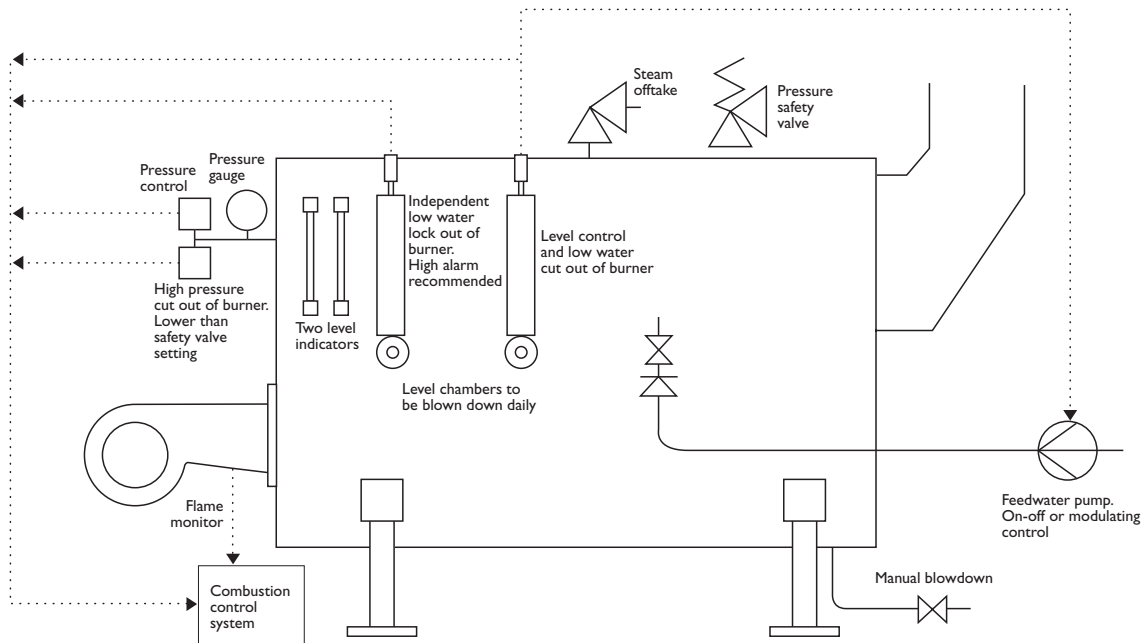 Steam
offtake
Pressure
safety
valve
Pressure
control
Pressure
gauge
Independent
low water
lock out of
burner.
High alarm
recommended
Level control
and low water
cut out of burner
High pressure
cut out of burner.
Lower than
safety valve
setting
Two level
indicators
Level chambers to
be blown down daily
Flame
monitor
Feedwater pump.
On-off or modulating
control
Combustion
control
system
Manual blowdown